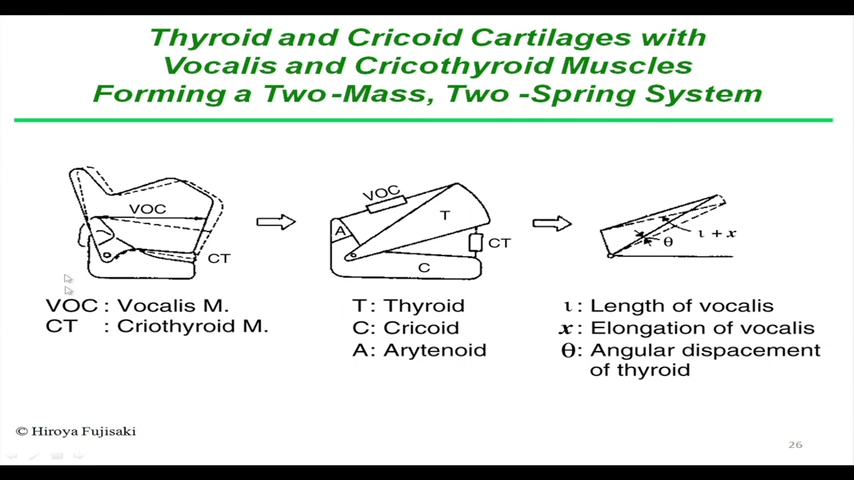 Thyroid and Cricoid Cartilages with
Vocalis and Cricothyroid Muscles
Forming a Two-Mass, Two -Spring System
VOC
CT
VOC
T
A
CT
C
ι + x
θ
VOC : Vocalis M.
CT : Criothyroid M.
T : Thyroid
C: Cricoid
A: Arytenoid
ι : Length of vocalis
x : Elongation of vocalis
θ: Angular dispacement
of thyroid
© Hiroya Fujisaki
26